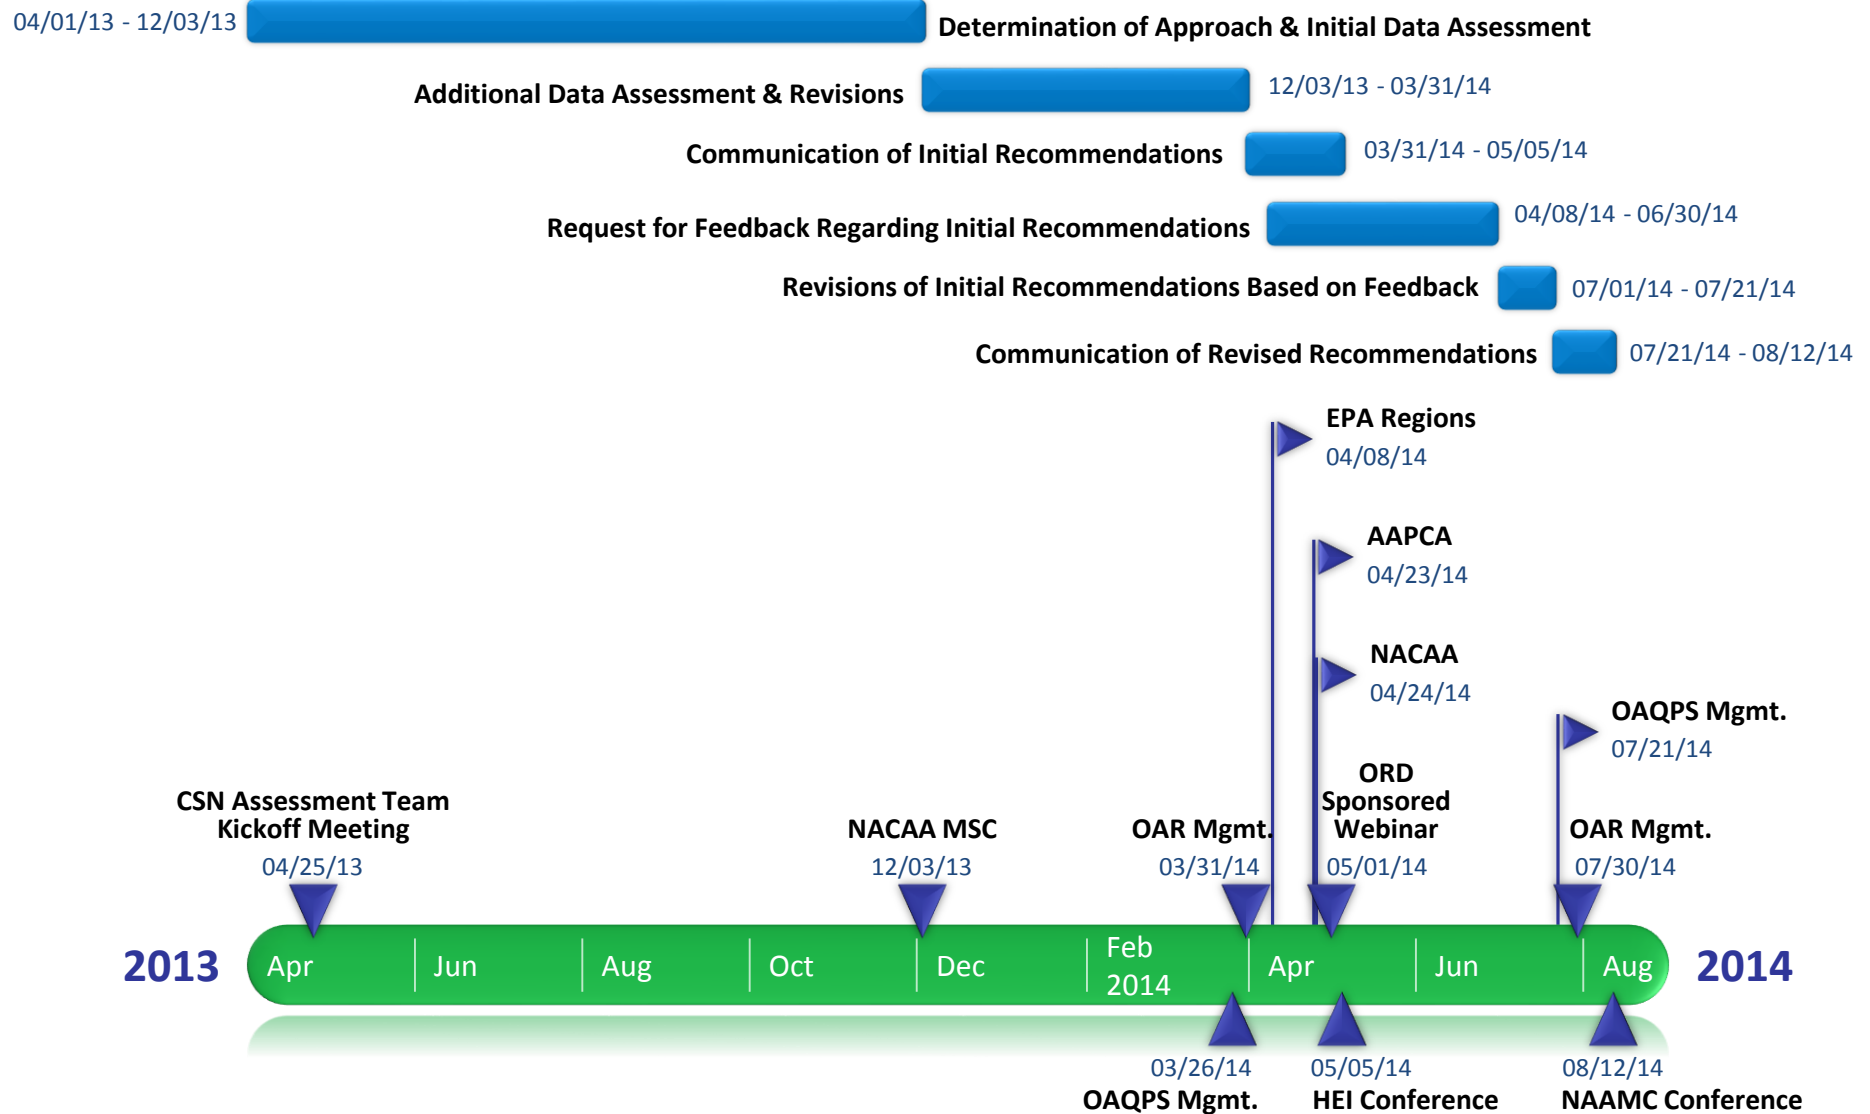 04/01/13 - 12/03/13
Determination of Approach & Initial Data Assessment
Additional Data Assessment & Revisions
12/03/13 - 03/31/14
Communication of Initial Recommendations
03/31/14 - 05/05/14
Request for Feedback Regarding Initial Recommendations
04/08/14 - 06/30/14
Revisions of Initial Recommendations Based on Feedback
07/01/14 - 07/21/14
Communication of Revised Recommendations
07/21/14 - 08/12/14
EPA Regions
04/08/14
AAPCA
04/23/14
NACAA
04/24/14
OAQPS Mgmt.
07/21/14
CSN Assessment Team
Kickoff Meeting
04/25/13
NACAA MSC
12/03/13
OAR Mgmt.
03/31/14
ORD
Sponsored
Webinar
05/01/14
OAR Mgmt.
07/30/14
2013
Apr
Jun
Aug
Oct
Dec
Feb
2014
Apr
Jun
Aug
2014
03/26/14
OAQPS Mgmt.
05/05/14
HEI Conference
08/12/14
NAAMC Conference